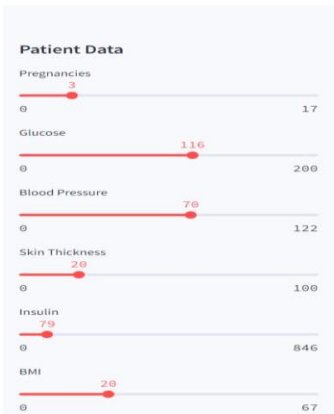 Patient Data
Pregnancies
3
0 17
Glucose
116
0 200
Blood Pressure
70
0 122
Skin Thickness
20
0 100
Insulin
79
0 846
BMI
20
0 67